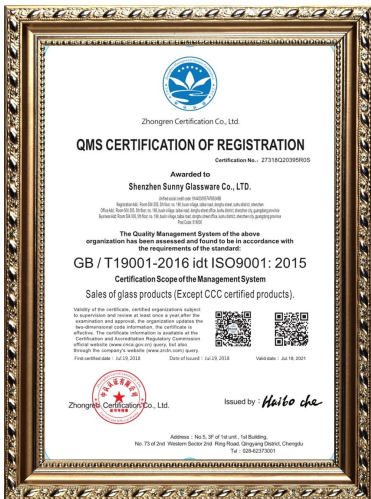 Zhongren Certification Co., Ltd.
QMS CERTIFICATION OF REGISTRATION
Certification No.: 27318Q20395R0S
Awarded to
Shenzhen Sunny Glassware Co., LTD.
The Quality Management System of the above
organization has been assessed and found to be in accordance with
the requirements of the standard:
GB / T19001-2016 idt ISO9001: 2015
Certification Scope of the Management System
Sales of glass products (Except CCC certified products).
Validity of the certificate, certified organizations subject
to supervision and review at least once a year,after the
examination and approval, the organization updates the
two-dimensional code information, the certificate is
effective. The certificate information is available at the
Certification and Accreditation Regulatory Commission
official website (www.cnca.gov.cn) query, but also
through the company's website (www.zrcbn.com) query.
First certified date : Jul 19, 2018 Date of issued : Jul 19, 2018 Valid date : Jul 18, 2021
Zhongren Certification Co., Ltd.
Issued by : Haibo che
Address : No.5, 3F of 1st unit , 1st Building,
No. 73 of 2nd Western Sector 2nd Ring Road, Qingyang District, Chengdu
Tel : 028-62373001